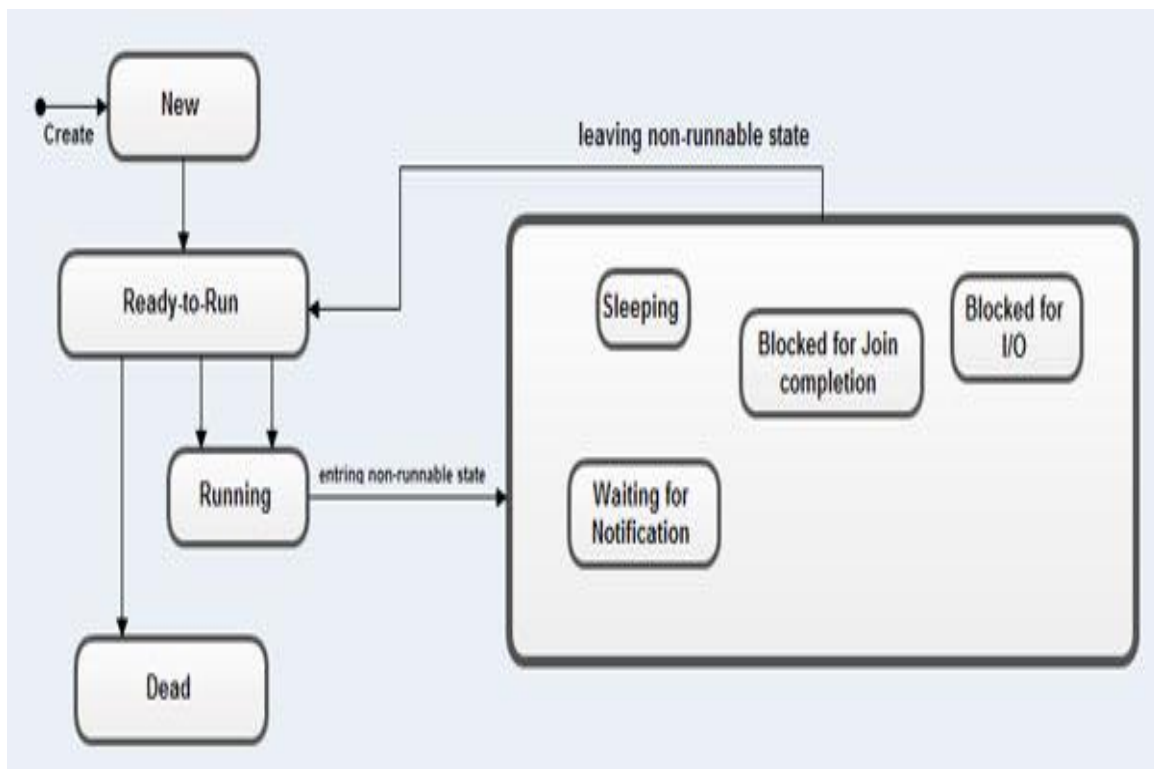 New
Create
leaving non-runnable state
Ready-to-Run
Sleeping
Blocked for Join
completion
Blocked for
I/O
Running
entring non-runnable state
Waiting for
Notification
Dead